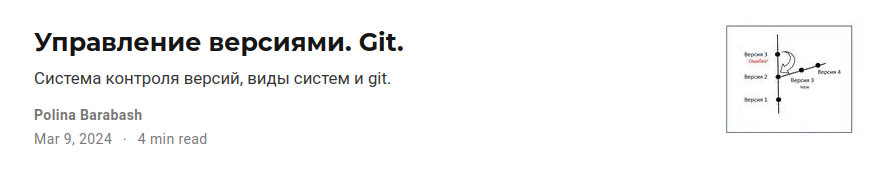 Управление версиями. Git.
Система контроля версий, виды систем и git.
Polina Barabash
Mar 9, 2024 · 4 min read
Версия 3
Ошибка!
Версия 2
Версия 4
Версия 3
New
Версия 1